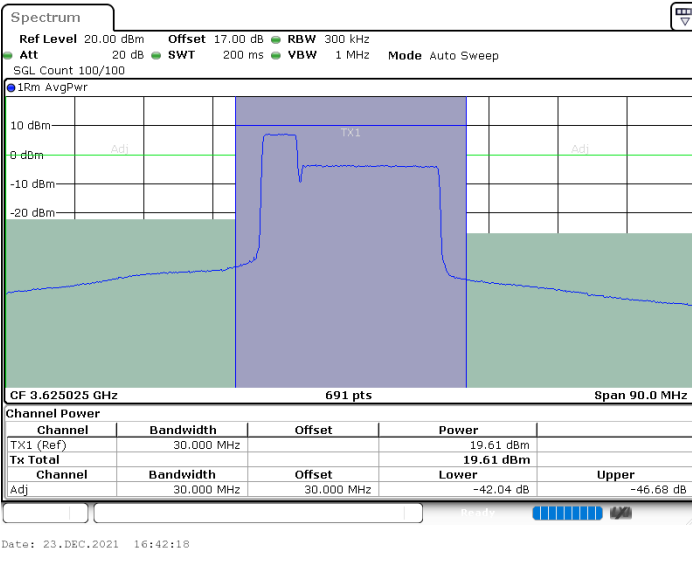 Spectrum
Ref Level 20.00 dBm Offset 17.00 dB RBW 300 kHz
Att 20 dB SWT 200 ms VBW 1 MHz Mode Auto Sweep
SGL Count 100/100
1Rm AvgPwr
10 dBm
TX1
Adj
Adj
0 dBm
-10 dBm
-20 dBm
CF 3.625025 GHz 691 pts Span 90.0 MHz
Channel Power
Channel Bandwidth Offset Power
TX1 (Ref) 30.000 MHz 19.61 dBm
Tx Total 19.61 dBm
Channel Bandwidth Offset Lower Upper
Adj 30.000 MHz 30.000 MHz -42.04 dB -46.68 dB
Ready
Date: 23.DEC.2021 16:42:18